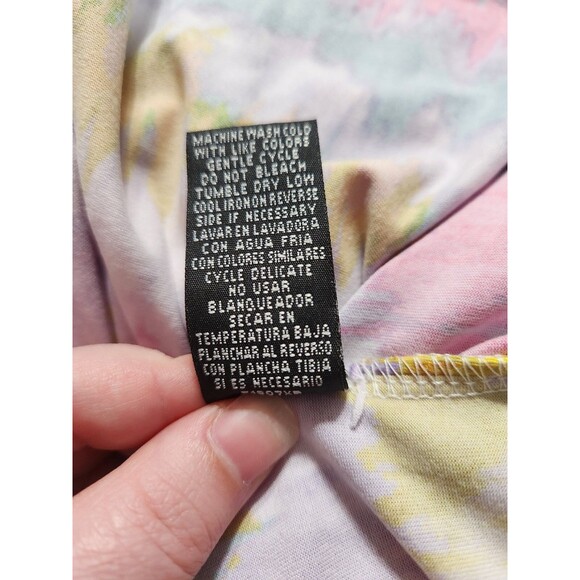 MACHINE WASH COLD
WITH LIKE COLORS
GENTLE CYCLE
DO NOT BLEACH
TUMBLE DRY LOW
COOL IRON ON REVERSE
SIDE IF NECESSARY
LAVAR EN LAVADORA
CON AGUA FRIA
CON COLORES SIMILARES
CYCLE DELICATE
NO USAR
BLANQUEADOR
SECAR EN
TEMPERATURA BAJA
PLANCHAR AL REVERSO
CON PLANCHA TIBIA
SI ES NECESARIO